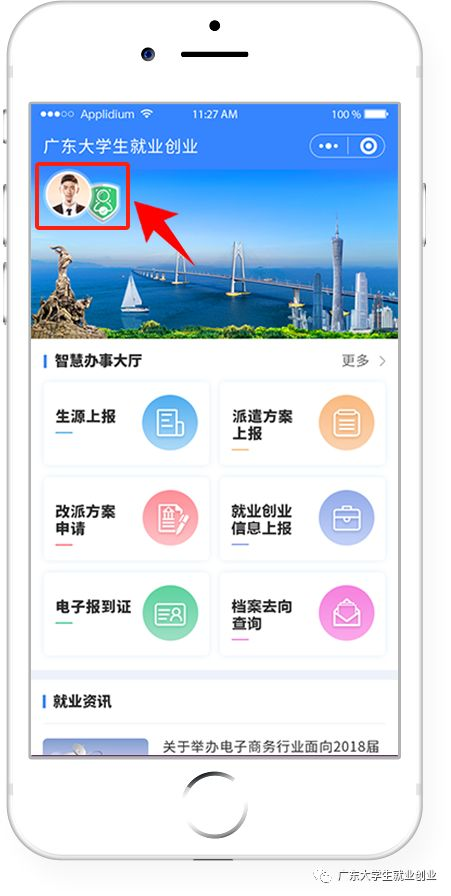 Applidium 11:27 AM 100 %
广东大学生就业创业
智慧办事大厅 更多
生源上报
派遣方案
上报
改派方案
申请
就业创业
信息上报
电子报到证
档案去向
查询
就业资讯
关于举办电子商务行业面向2018届
广东大学生就业创业